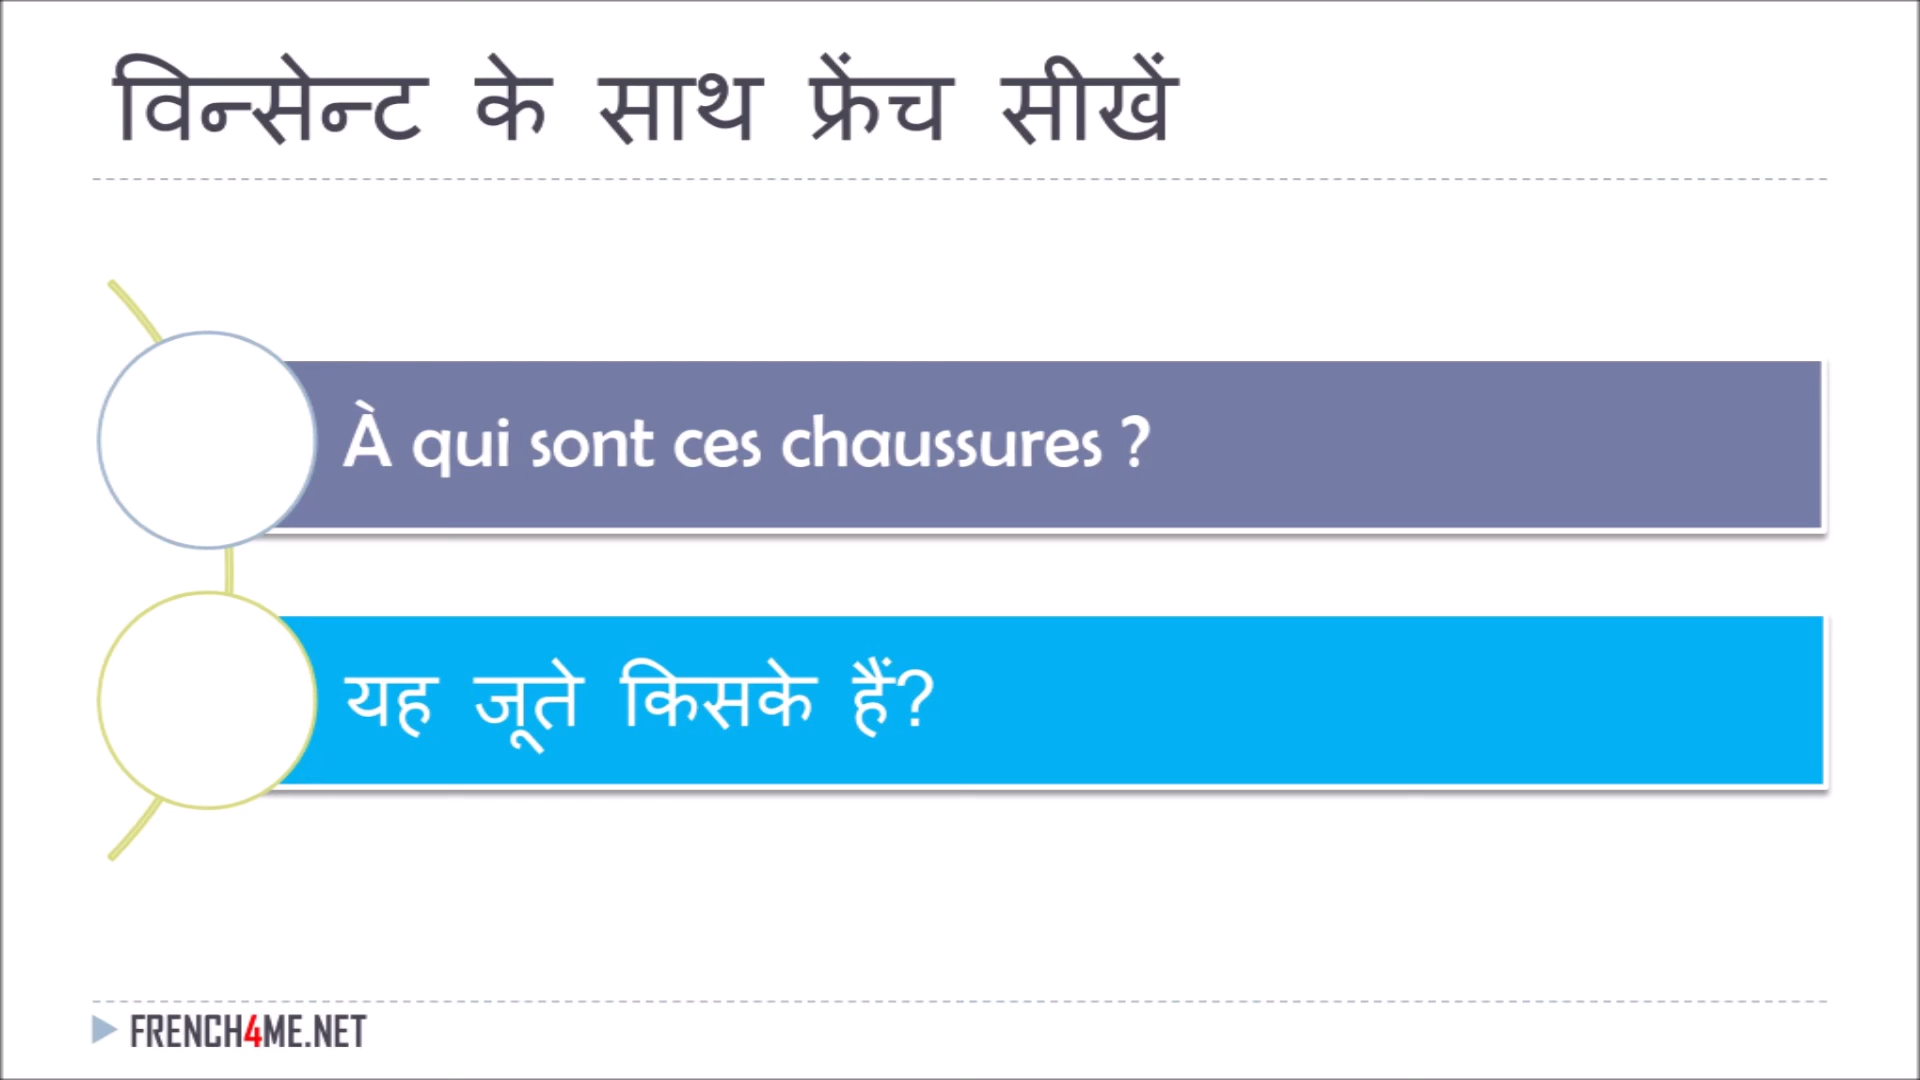 विन्सेन्ट के साथ फ्रेंच सीखें
À qui sont ces chaussures ?
यह जूते किसके हैं?
FRENCH4ME.NET